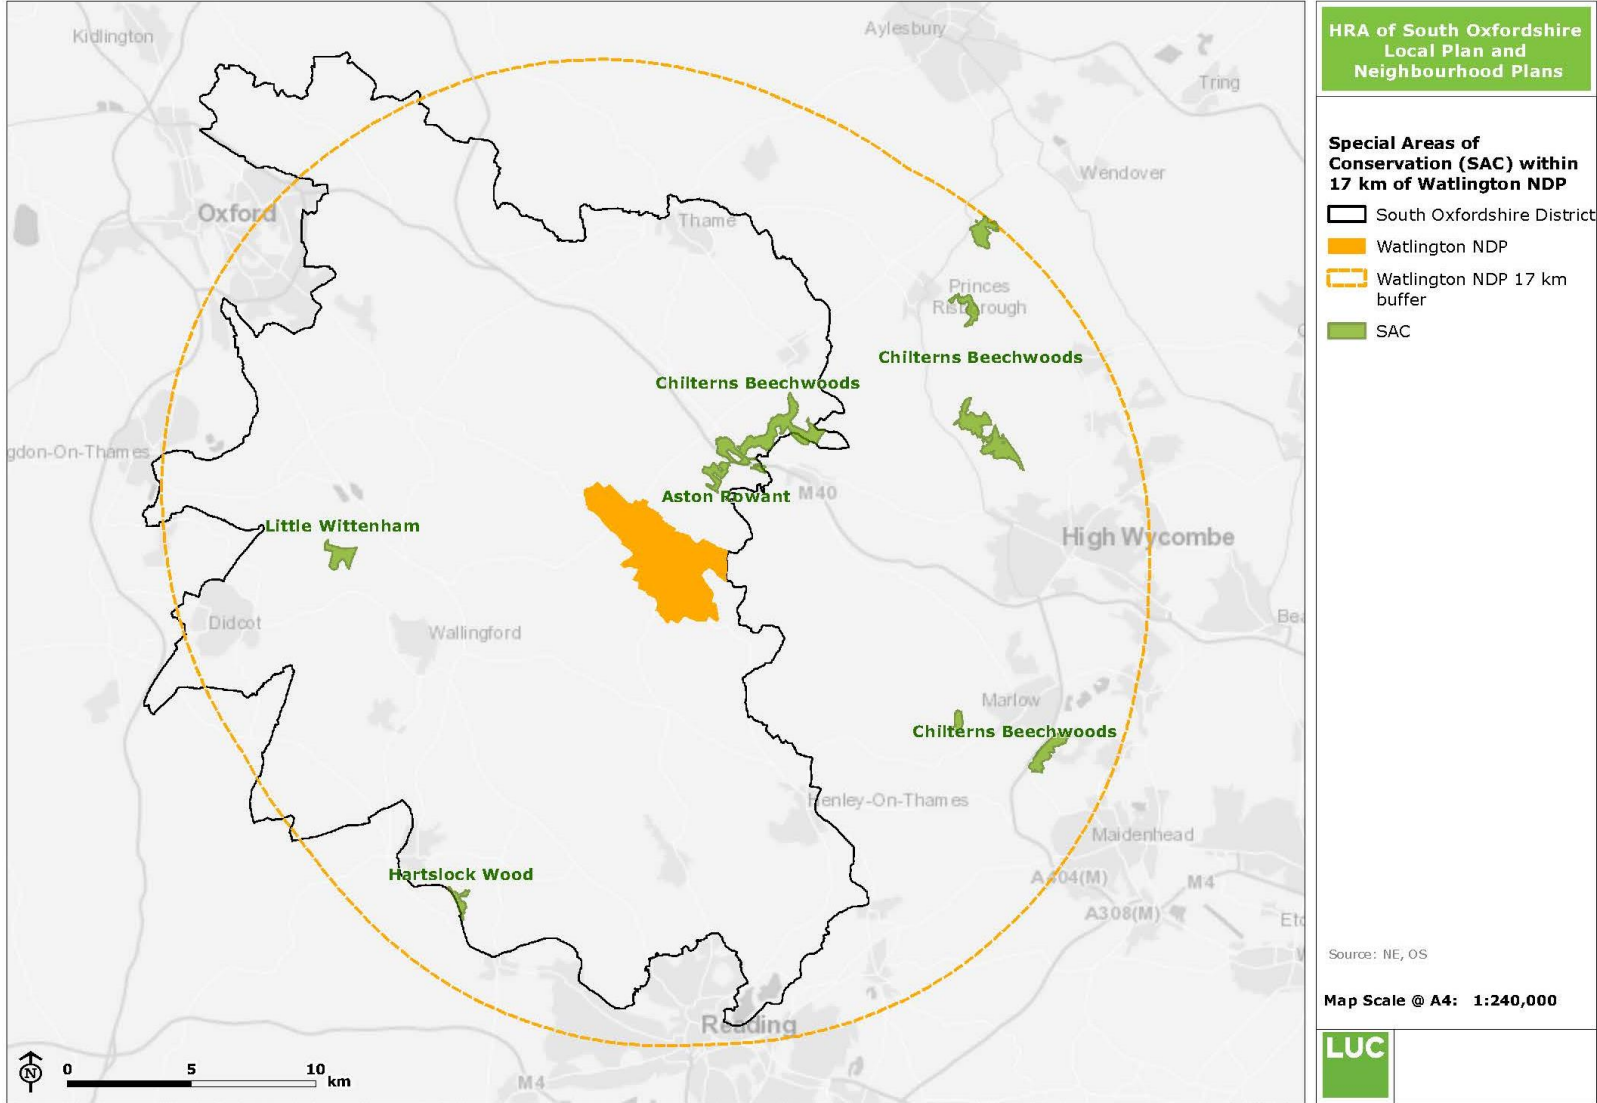 Kidlington
Aylesbury
Tring
Wendover
Oxford
Thame
Princes
Risborough
Chilterns Beechwoods
Chilterns Beechwoods
gdon-On-Thames
Aston Rowant
M40
Little Wittenham
High Wycombe
Bea
Didcot
Wallingford
Marlow
Chilterns Beechwoods
Henley-On-Thames
Maidenhead
Hartslock Wood
A404(M)
M4
A308(M)
Eto
W
Reading
M4
N
0 5 10
km
HRA of South Oxfordshire
Local Plan and
Neighbourhood Plans
Special Areas of
Conservation (SAC) within
17 km of Watlington NDP
South Oxfordshire District
Watlington NDP
Watlington NDP 17 km
buffer
SAC
Source: NE, OS
Map Scale @ A4: 1:240,000
LUC